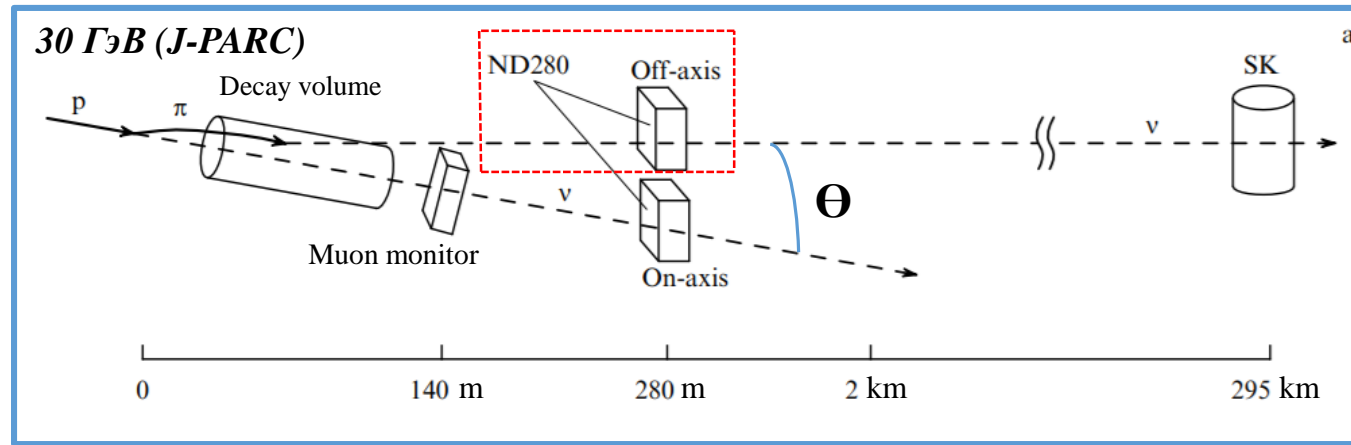 30 ГэВ (J-PARC)
a
ND280
Off-axis
SK
Decay volume
p
π
ν
ν
Θ
Muon monitor
On-axis
0
140 m
280 m
2 km
295 km